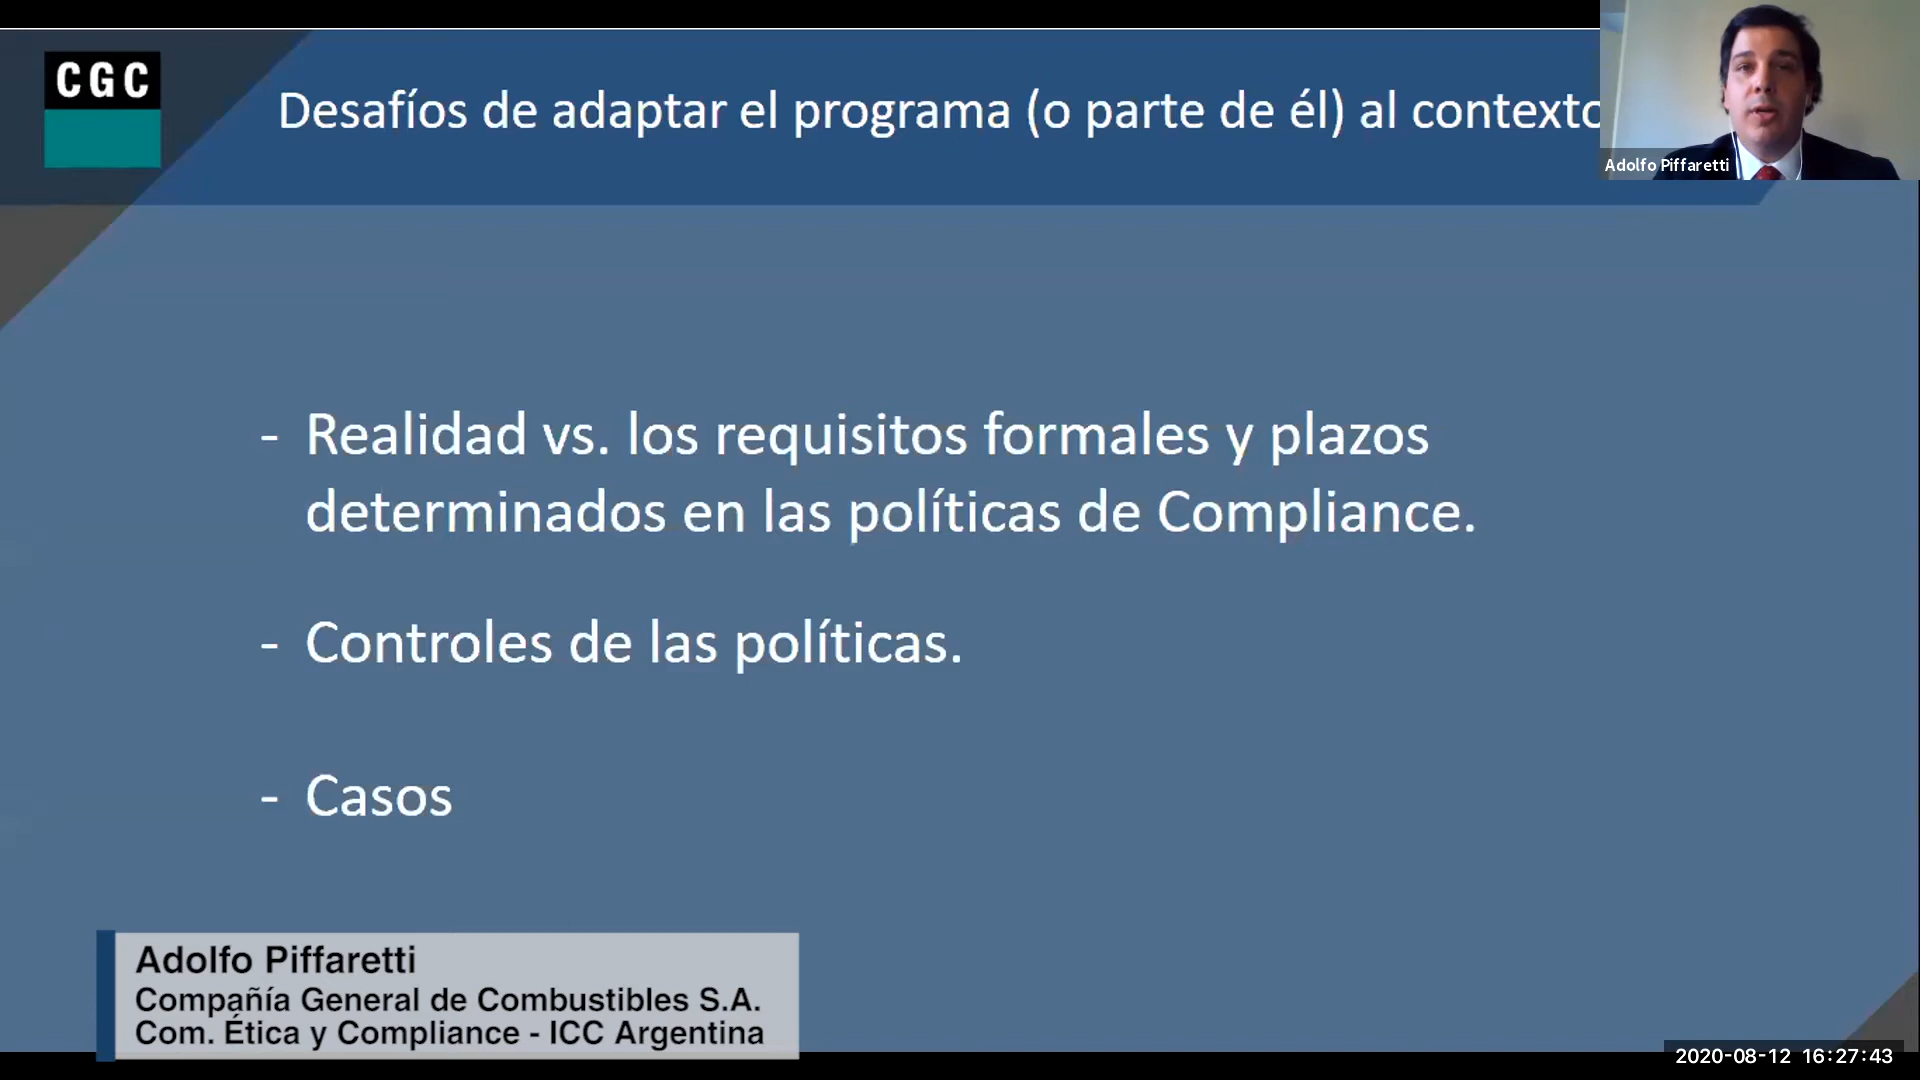 CGC
Desafíos de adaptar el programa (o parte de él) al contexto
Adolfo Piffaretti
- Realidad vs. los requisitos formales y plazos
determinados en las políticas de Compliance.
- Controles de las políticas.
- Casos
Adolfo Piffaretti
Compañía General de Combustibles S.A.
Com. Ética y Compliance - ICC Argentina
2020-08-12 16:27:43